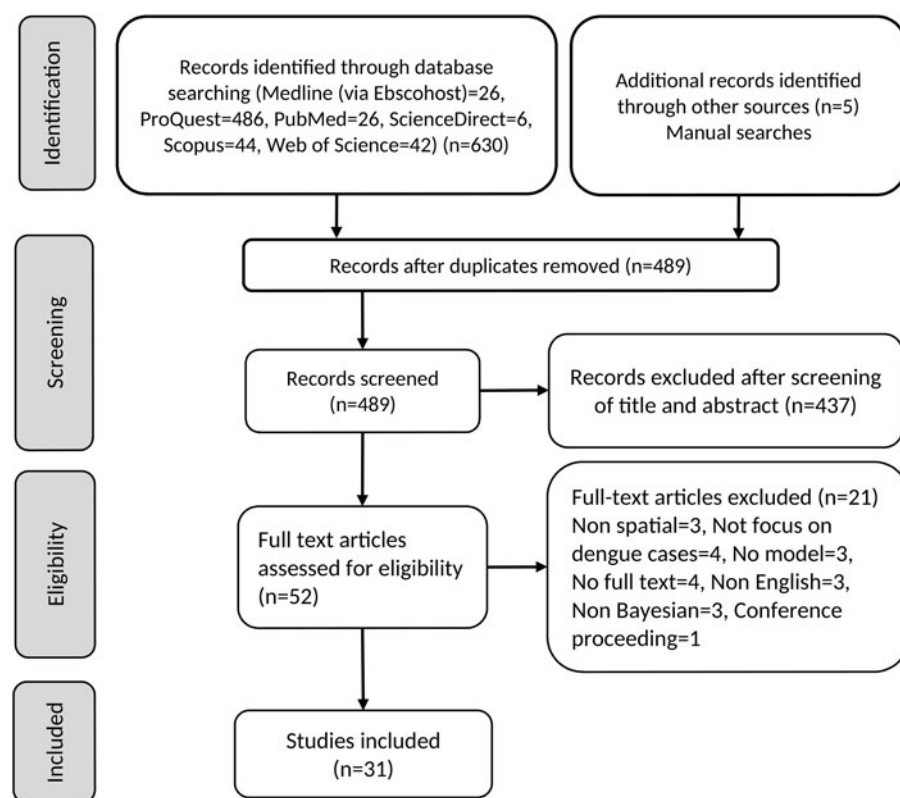 Identification
Records identified through database
searching (Medline (via Ebscohost)=26,
ProQuest=486, PubMed=26, ScienceDirect=6,
Scopus=44, Web of Science=42) (n=630)
Additional records identified
through other sources (n=5)
Manual searches
Screening
Records after duplicates removed (n=489)
Records screened
(n=489)
Records excluded after screening
of title and abstract (n=437)
Eligibility
Full text articles
assessed for eligibility
(n=52)
Full-text articles excluded (n=21)
Non spatial=3, Not focus on
dengue cases=4, No model=3,
No full text=4, Non English=3,
Non Bayesian=3, Conference
proceeding=1
Included
Studies included
(n=31)